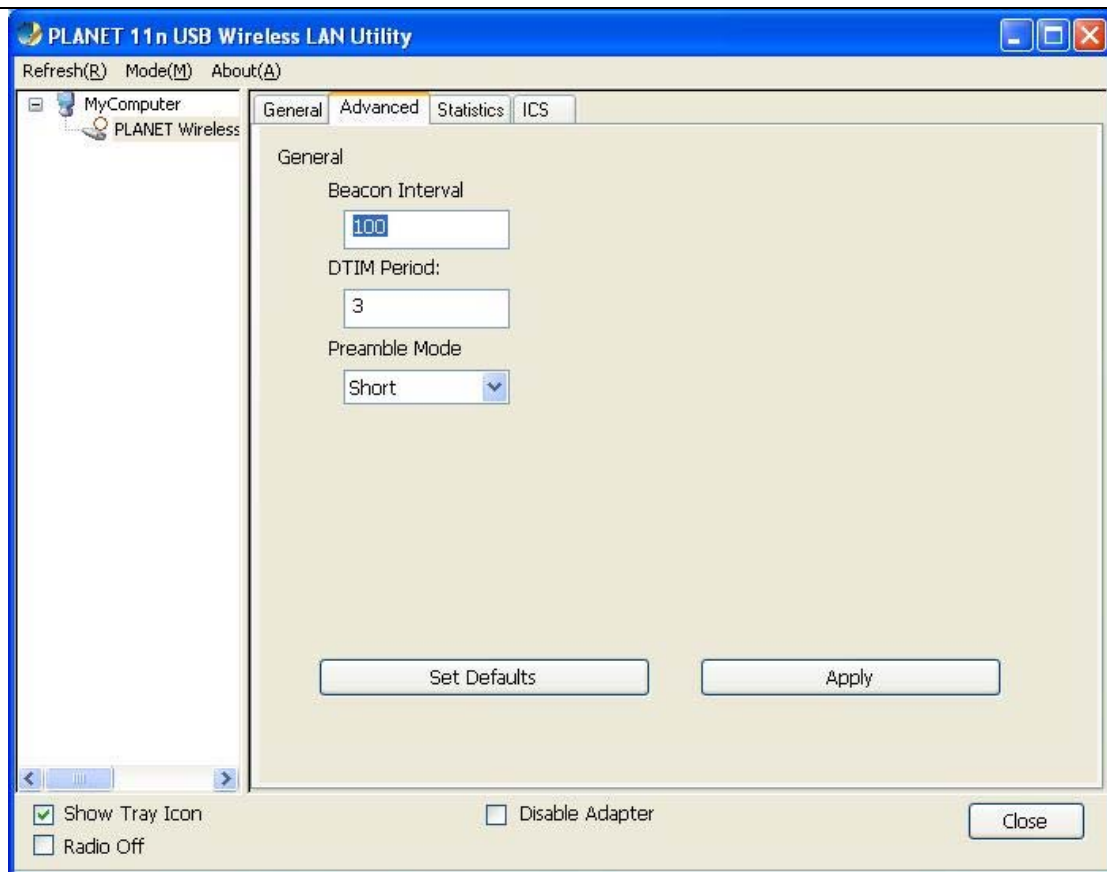 PLANET 11n USB Wireless LAN Utility
Refresh(R) Mode(M) About(A)
MyComputer
PLANET Wireless
General Advanced Statistics ICS
General
Beacon Interval
100
DTIM Period:
3
Preamble Mode
Short
Set Defaults Apply
Show Tray Icon Disable Adapter
Radio Off
Close